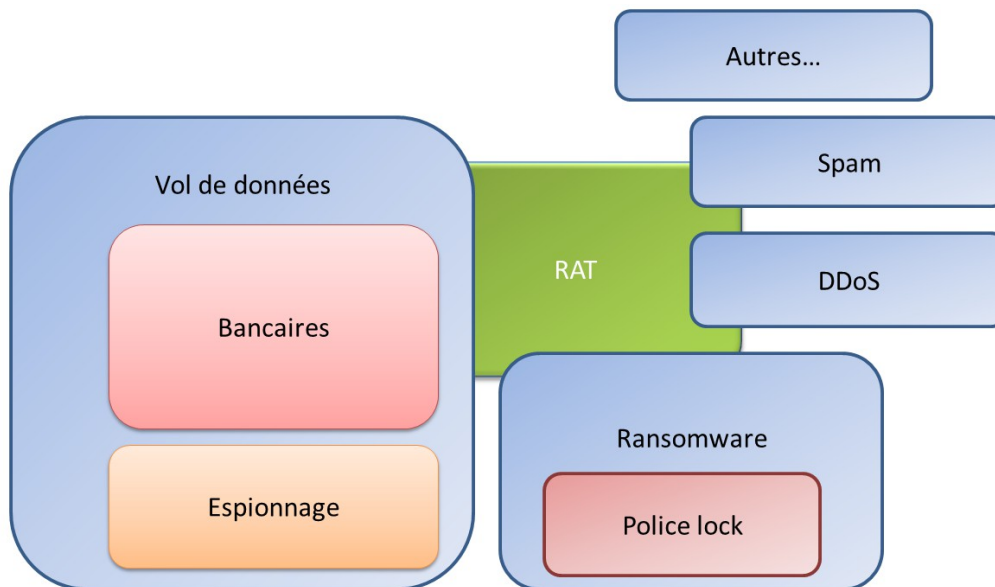 Autres…
Spam
Vol de données
RAT
DDoS
Bancaires
Ransomware
Espionnage
Police lock